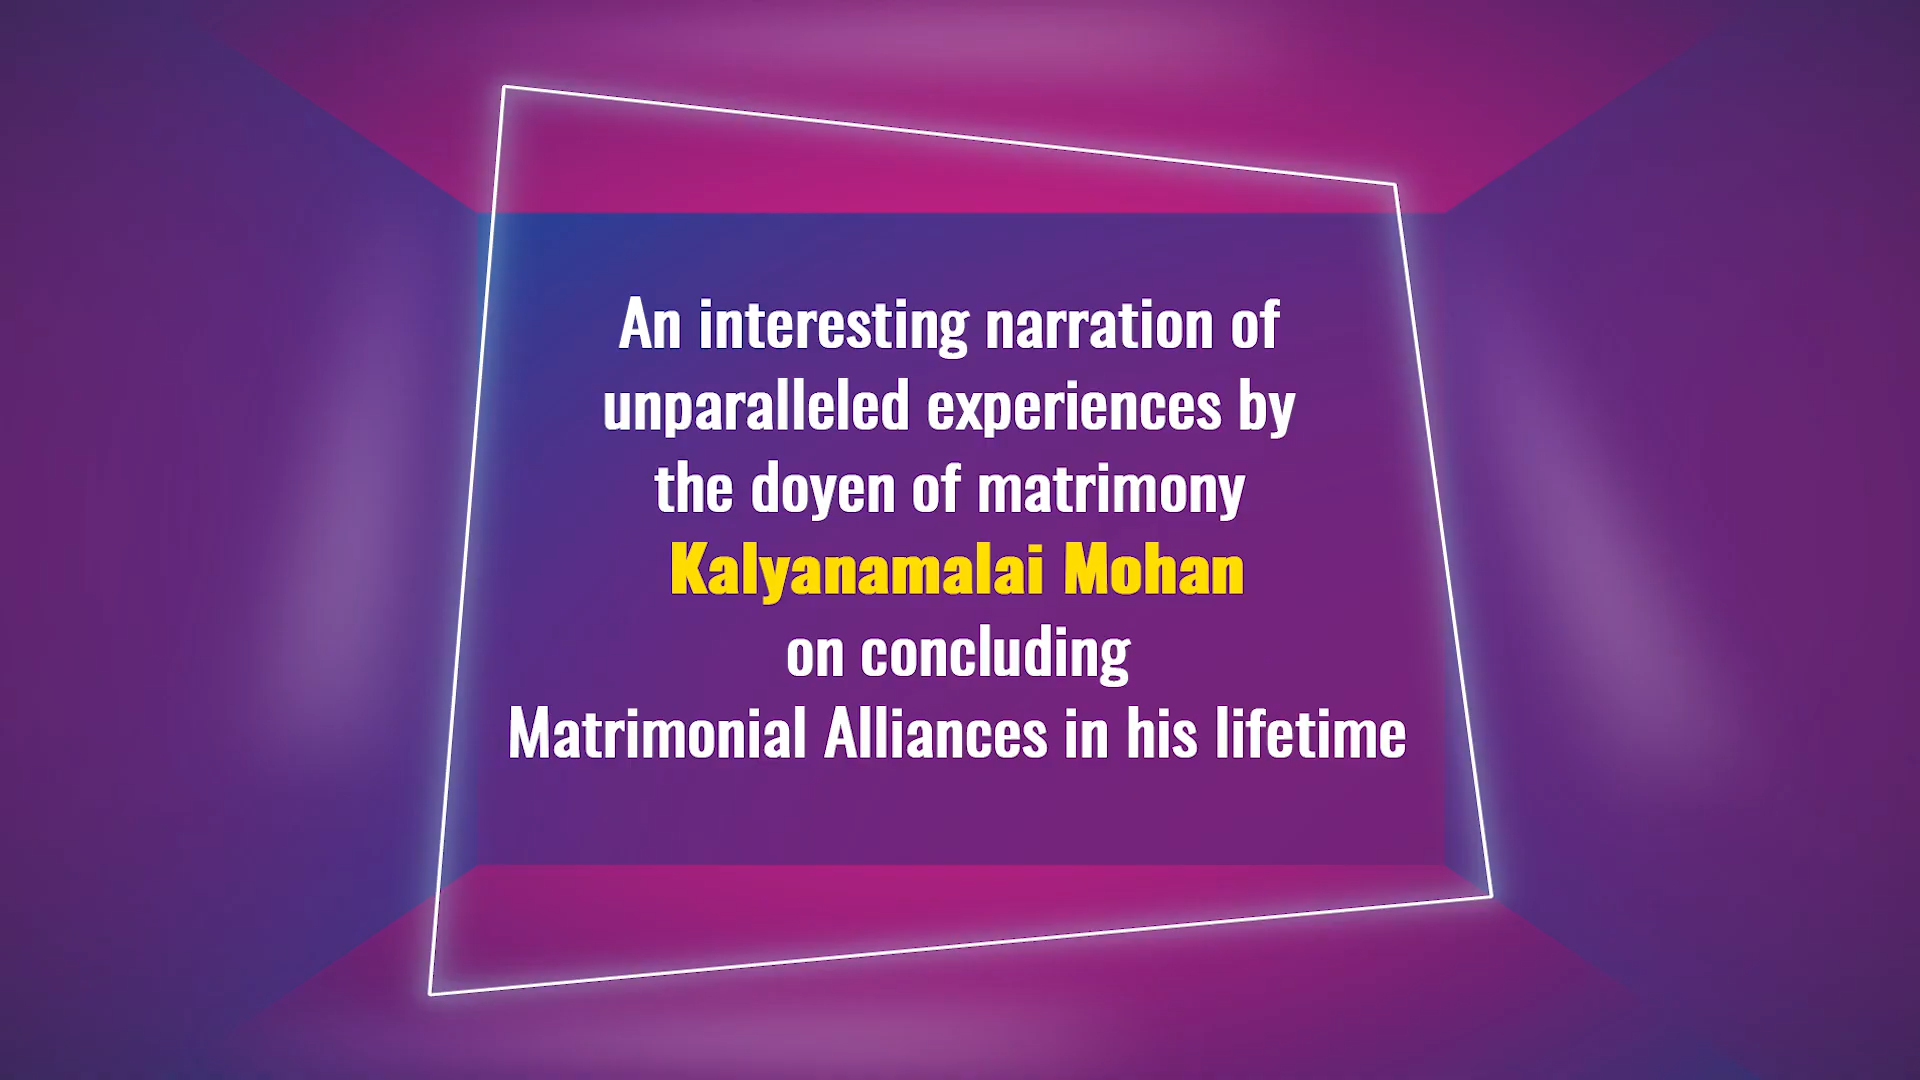 An interesting narration of
unparalleled experiences by
the doyen of matrimony
Kalyanamalai Mohan
on concluding
Matrimonial Alliances in his lifetime